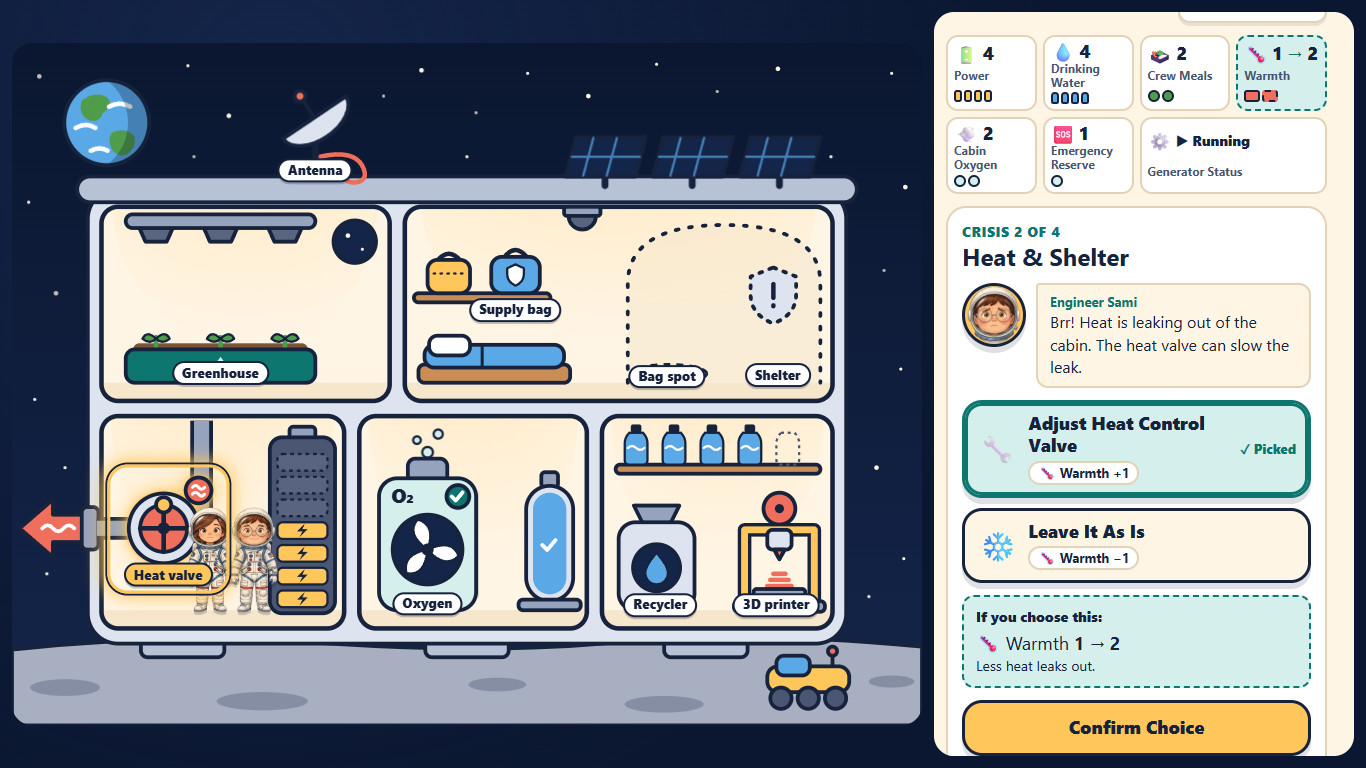 Antenna
Supply bag
Greenhouse
Bag spot
Shelter
Heat valve
O₂
Oxygen
Recycler
3D printer
4
Power
4
Drinking
Water
2
Crew Meals
1 → 2
Warmth
2
Cabin
Oxygen
SOS
1
Emergency
Reserve
▶ Running
Generator Status
CRISIS 2 OF 4
Heat & Shelter
Engineer Sami
Brr! Heat is leaking out of the
cabin. The heat valve can slow the
leak.
Adjust Heat Control
Valve
Warmth +1
✓ Picked
Leave It As Is
Warmth −1
If you choose this:
Warmth 1 → 2
Less heat leaks out.
Confirm Choice